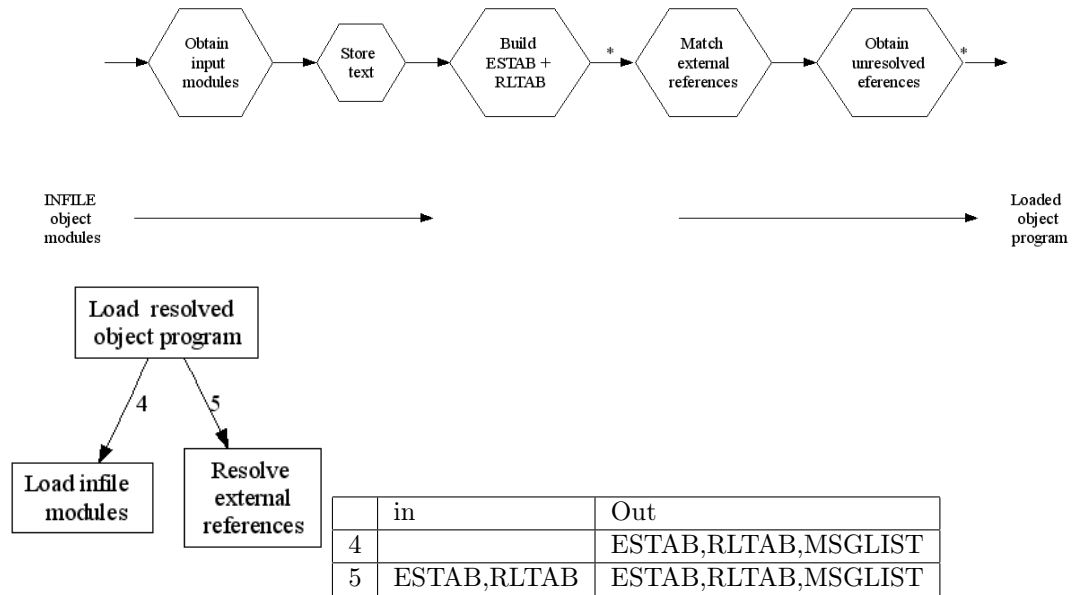 Obtain
input
modules
Store
text
Build
ESTAB +
RLTAB
*
Match
external
references
Obtain
unresolved
eferences
*
INFILE
object
modules
Loaded
object
program
Load resolved
object program
4
5
Load infile
modules
Resolve
external
references
in Out
4 ESTAB,RLTAB,MSGLIST
5 ESTAB,RLTAB ESTAB,RLTAB,MSGLIST